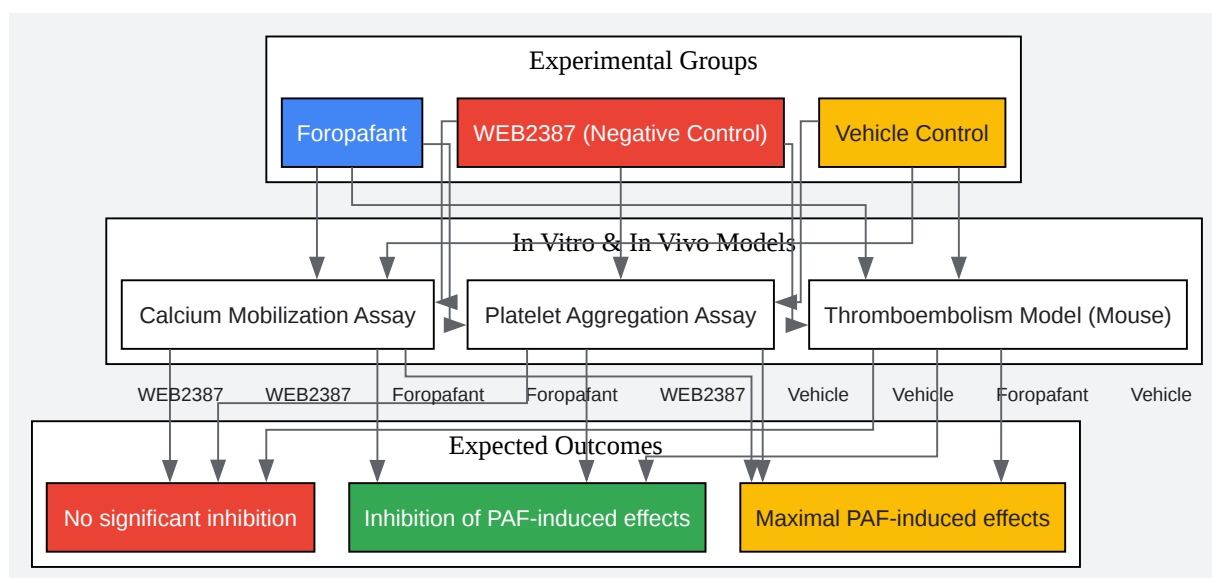 Experimental Groups
Foropafant
WEB2387 (Negative Control)
Vehicle Control
In Vitro & In Vivo Models
Calcium Mobilization Assay
Platelet Aggregation Assay
Thromboembolism Model (Mouse)
WEB2387
WEB2387
Foropafant
Foropafant
WEB2387
Vehicle
Vehicle
Foropafant
Vehicle
Expected Outcomes
No significant inhibition
Inhibition of PAF-induced effects
Maximal PAF-induced effects